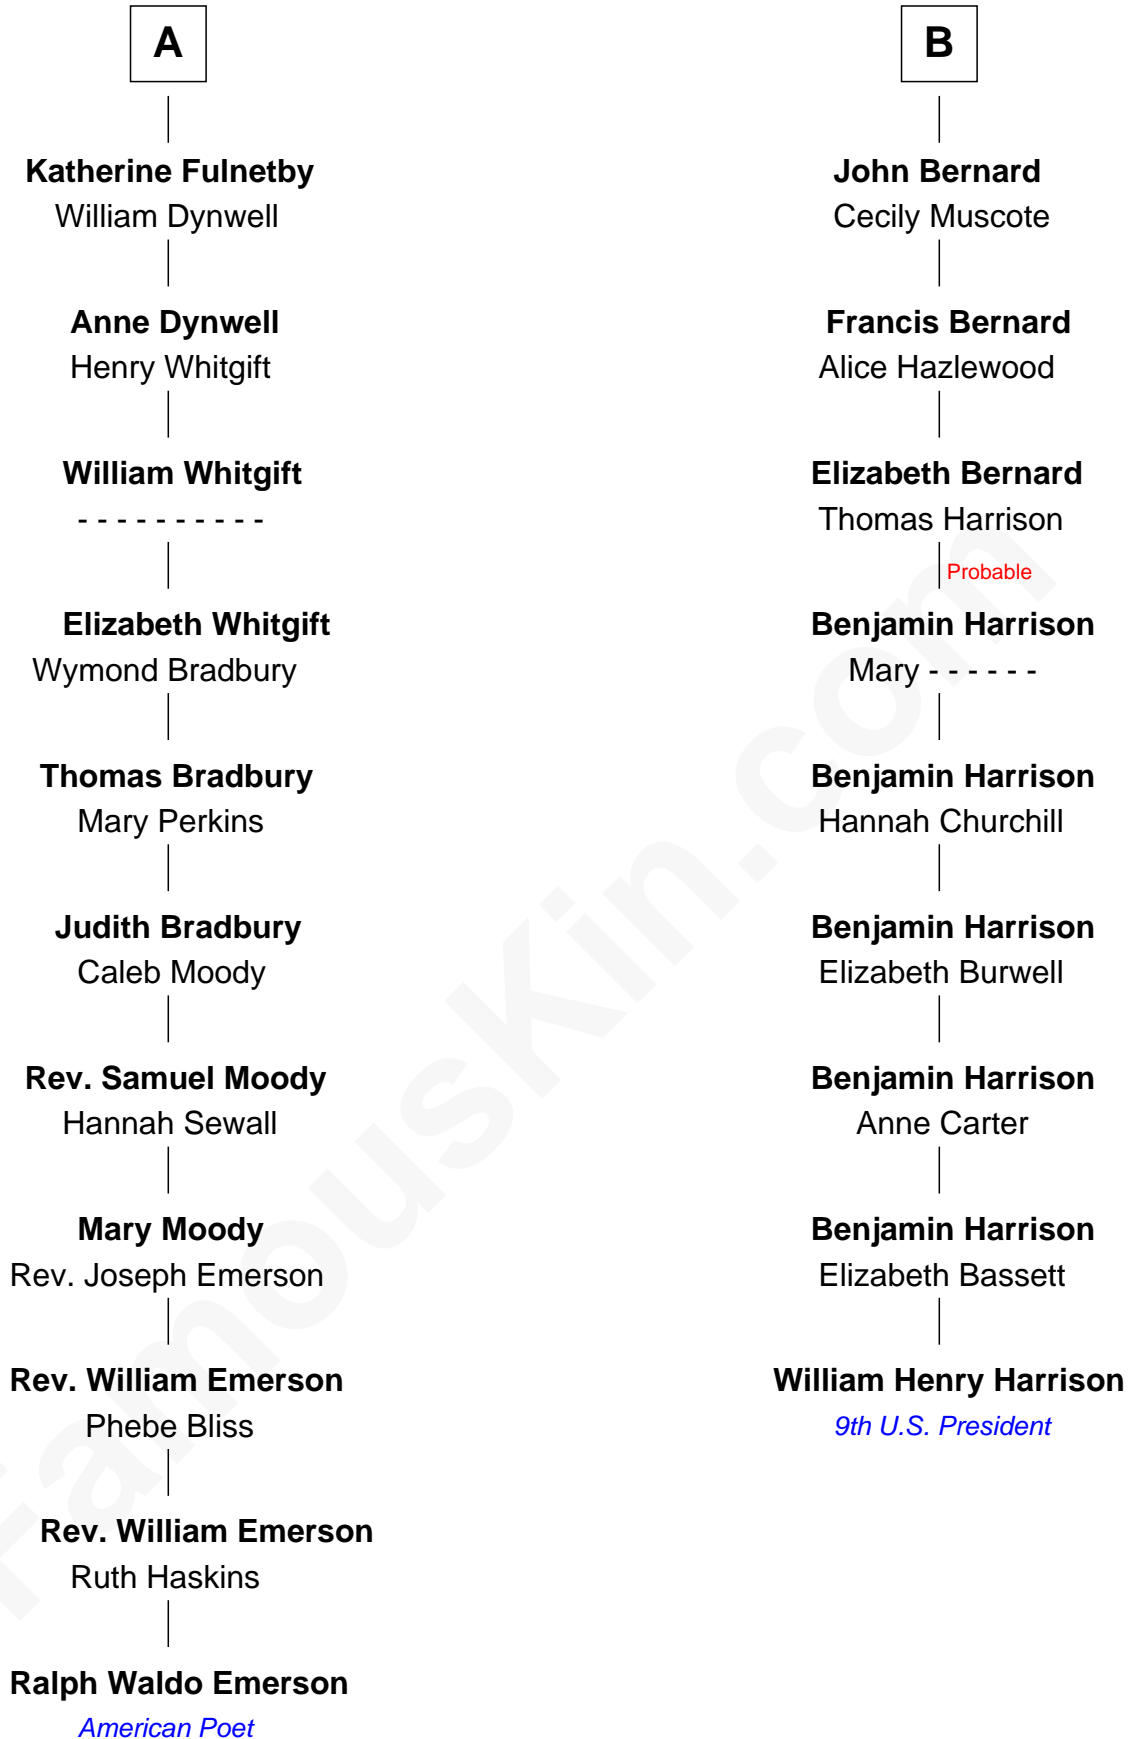 A
Katherine Fulnetby
William Dynwell
Anne Dynwell
Henry Whitgift
William Whitgift
- - - - - - - - - -
Elizabeth Whitgift
Wymond Bradbury
Thomas Bradbury
Mary Perkins
Judith Bradbury
Caleb Moody
Rev. Samuel Moody
Hannah Sewall
Mary Moody
Rev. Joseph Emerson
Rev. William Emerson
Phebe Bliss
Rev. William Emerson
Ruth Haskins
Ralph Waldo Emerson
American Poet
B
John Bernard
Cecily Muscote
Francis Bernard
Alice Hazlewood
Elizabeth Bernard
Thomas Harrison
Probable
Benjamin Harrison
Mary - - - - - -
Benjamin Harrison
Hannah Churchill
Benjamin Harrison
Elizabeth Burwell
Benjamin Harrison
Anne Carter
Benjamin Harrison
Elizabeth Bassett
William Henry Harrison
9th U.S. President
FamousKin.com